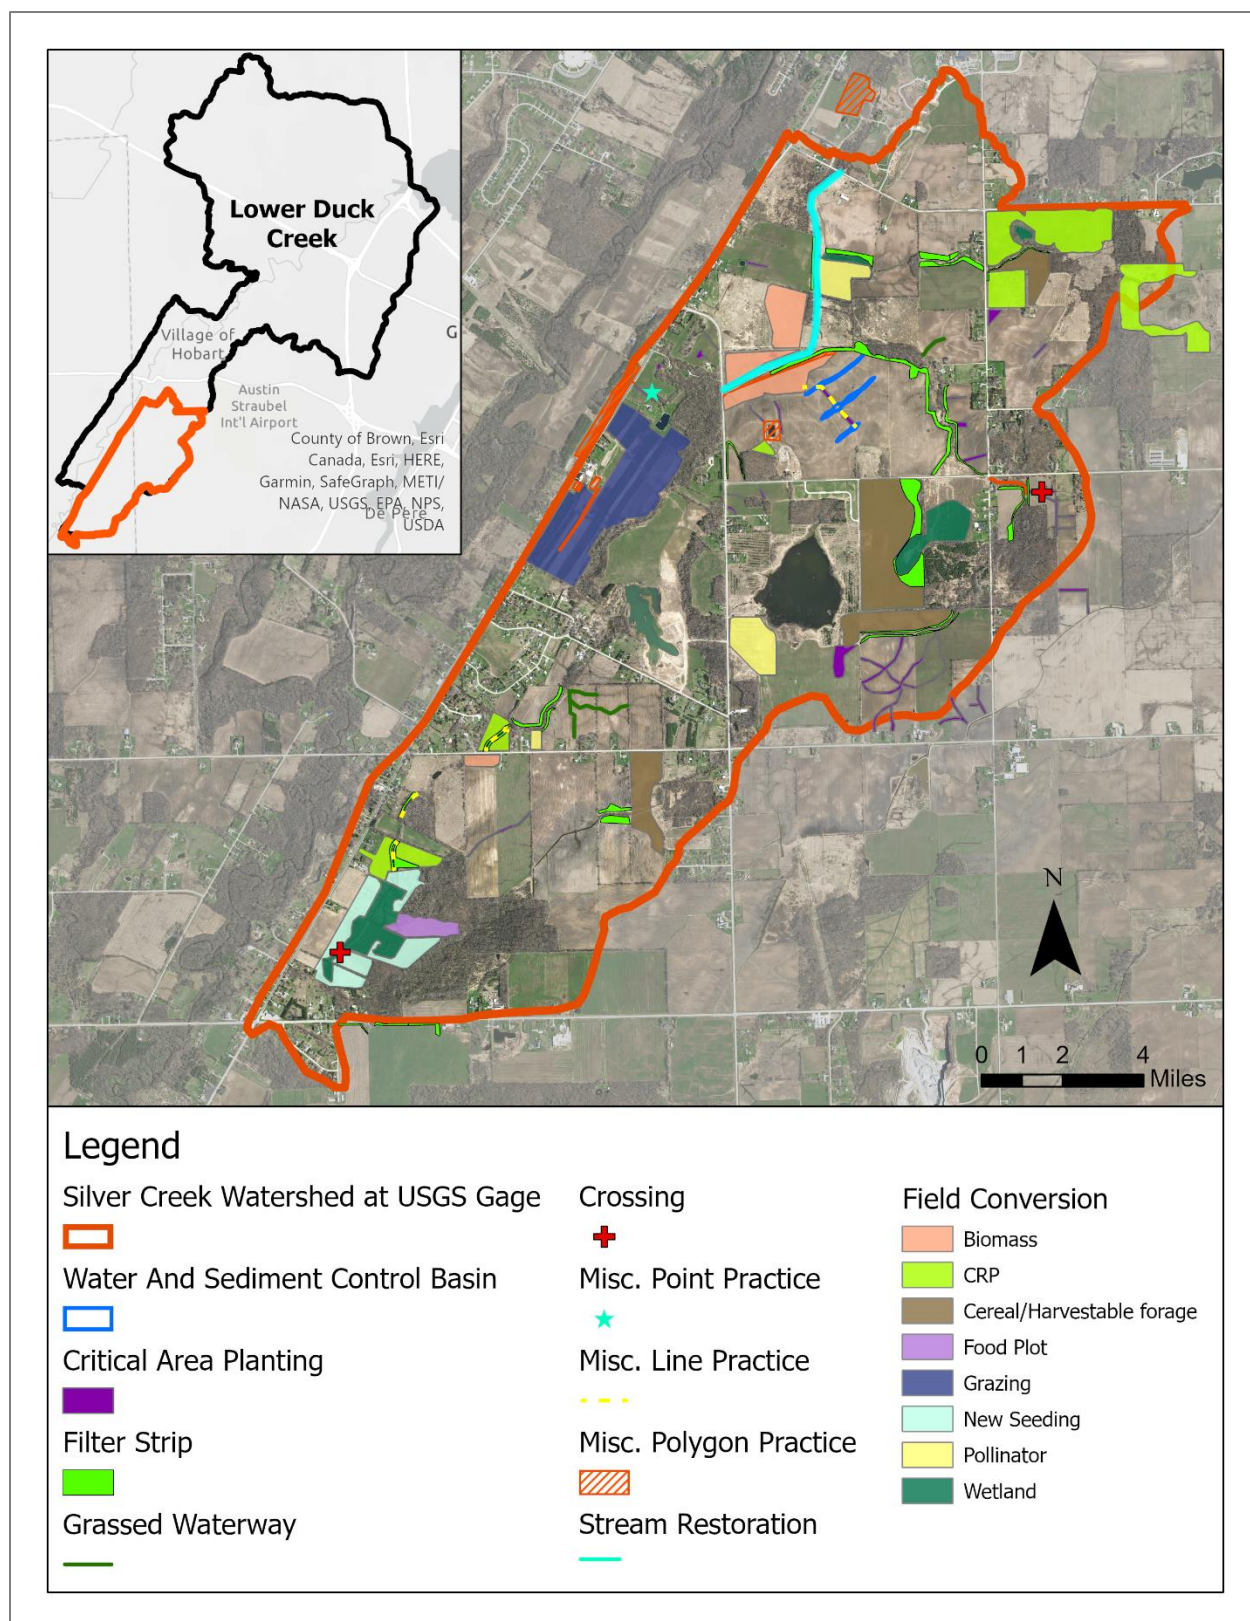 Lower Duck
Creek
Village of
Hobart
G
Austin
Straubel
Int'l Airport
County of Brown, Esri
Canada, Esri, HERE,
Garmin, SafeGraph, METI/
NASA, USGS, EPA, NPS,
USDA
De Pere
N
0 1 2 4
Miles
Legend
Silver Creek Watershed at USGS Gage
Water And Sediment Control Basin
Critical Area Planting
Filter Strip
Grassed Waterway
Crossing
Misc. Point Practice
Misc. Line Practice
Misc. Polygon Practice
Stream Restoration
Field Conversion
Biomass
CRP
Cereal/Harvestable forage
Food Plot
Grazing
New Seeding
Pollinator
Wetland